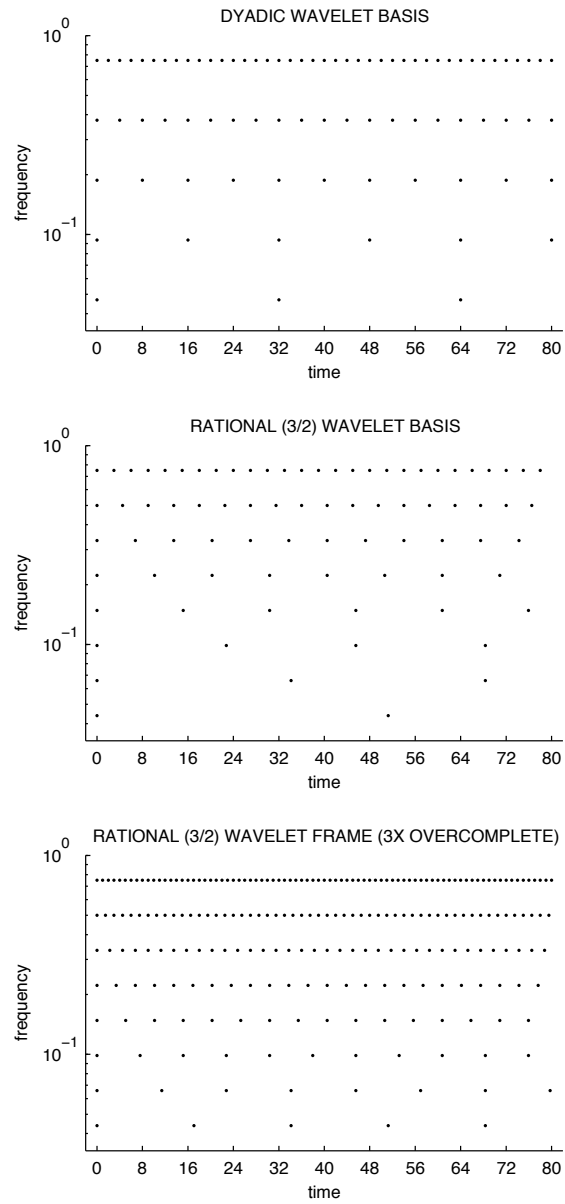 DYADIC WAVELET BASIS
10^0
10^−1
frequency
0 8 16 24 32 40 48 56 64 72 80
time
RATIONAL (3/2) WAVELET BASIS
10^0
10^−1
frequency
0 8 16 24 32 40 48 56 64 72 80
time
RATIONAL (3/2) WAVELET FRAME (3X OVERCOMPLETE)
10^0
10^−1
frequency
0 8 16 24 32 40 48 56 64 72 80
time